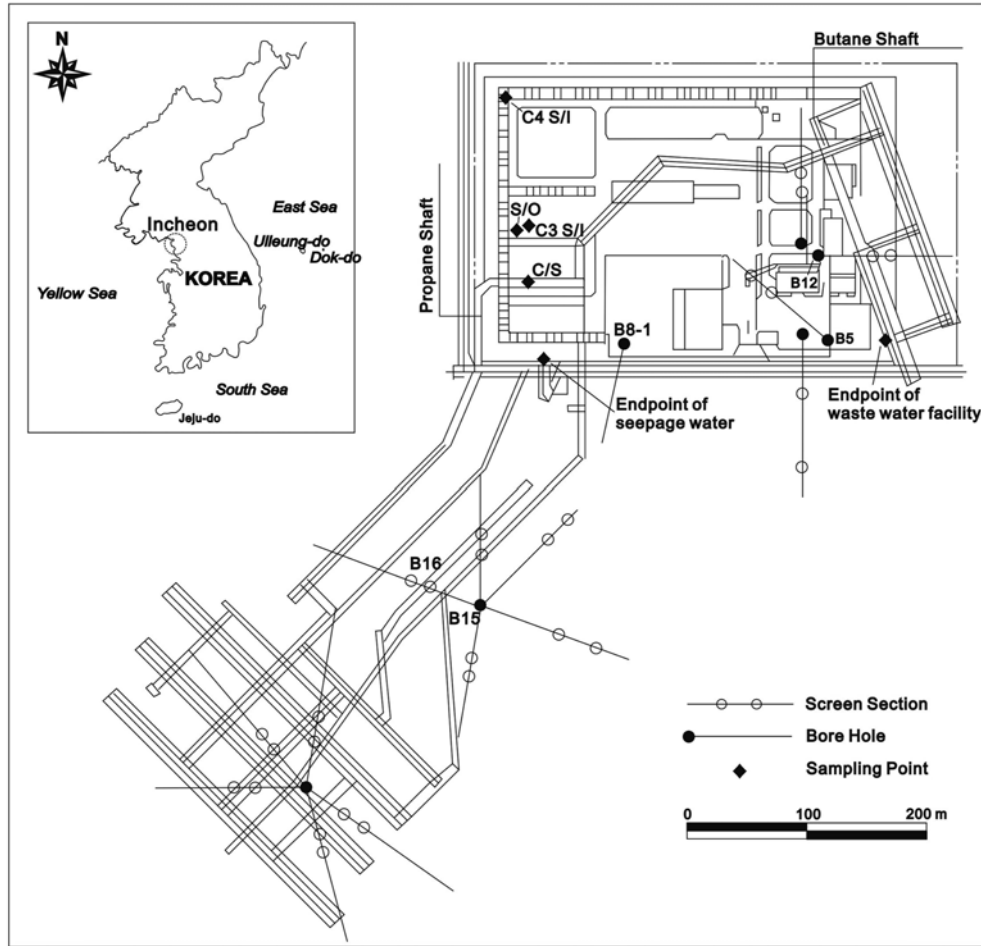 N
Incheon
East Sea
Ulleung-do
Dok-do
KOREA
Yellow Sea
South Sea
Jeju-do
Butane Shaft
C4 S/I
S/O
C3 S/I
C/S
Propane Shaft
B12
B8-1
B5
Endpoint of
seepage water
Endpoint of
waste water facility
B16
B15
Screen Section
Bore Hole
Sampling Point
0 100 200 m